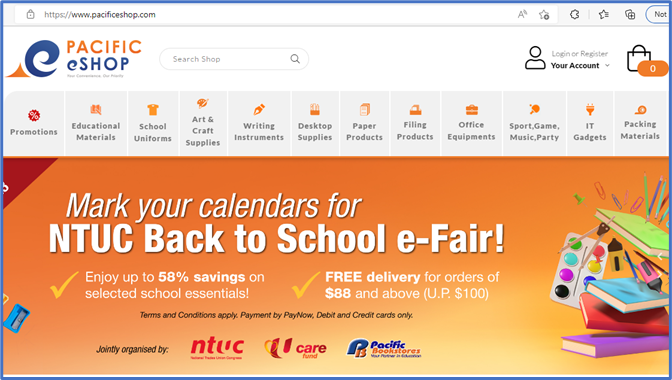 https://www.pacificeshop.com
Not
PACIFIC
eSHOP
Your Convenience, Our Priority
Search Shop
Login or Register
Your Account
0
Promotions
Educational
Materials
School
Uniforms
Art &
Craft
Supplies
Writing
Instruments
Desktop
Supplies
Paper
Products
Filing
Products
Office
Equipments
Sport,Game,
Music,Party
IT
Gadgets
Packing
Materials
Mark your calendars for
NTUC Back to School e-Fair!
Enjoy up to 58% savings on
selected school essentials!
FREE delivery for orders of
$88 and above (U.P. $100)
Terms and Conditions apply. Payment by PayNow, Debit and Credit cards only.
Jointly organised by:
ntuc
National Trades Union Congress
U care
fund
Pacific
Bookstores
Your Partner in Education